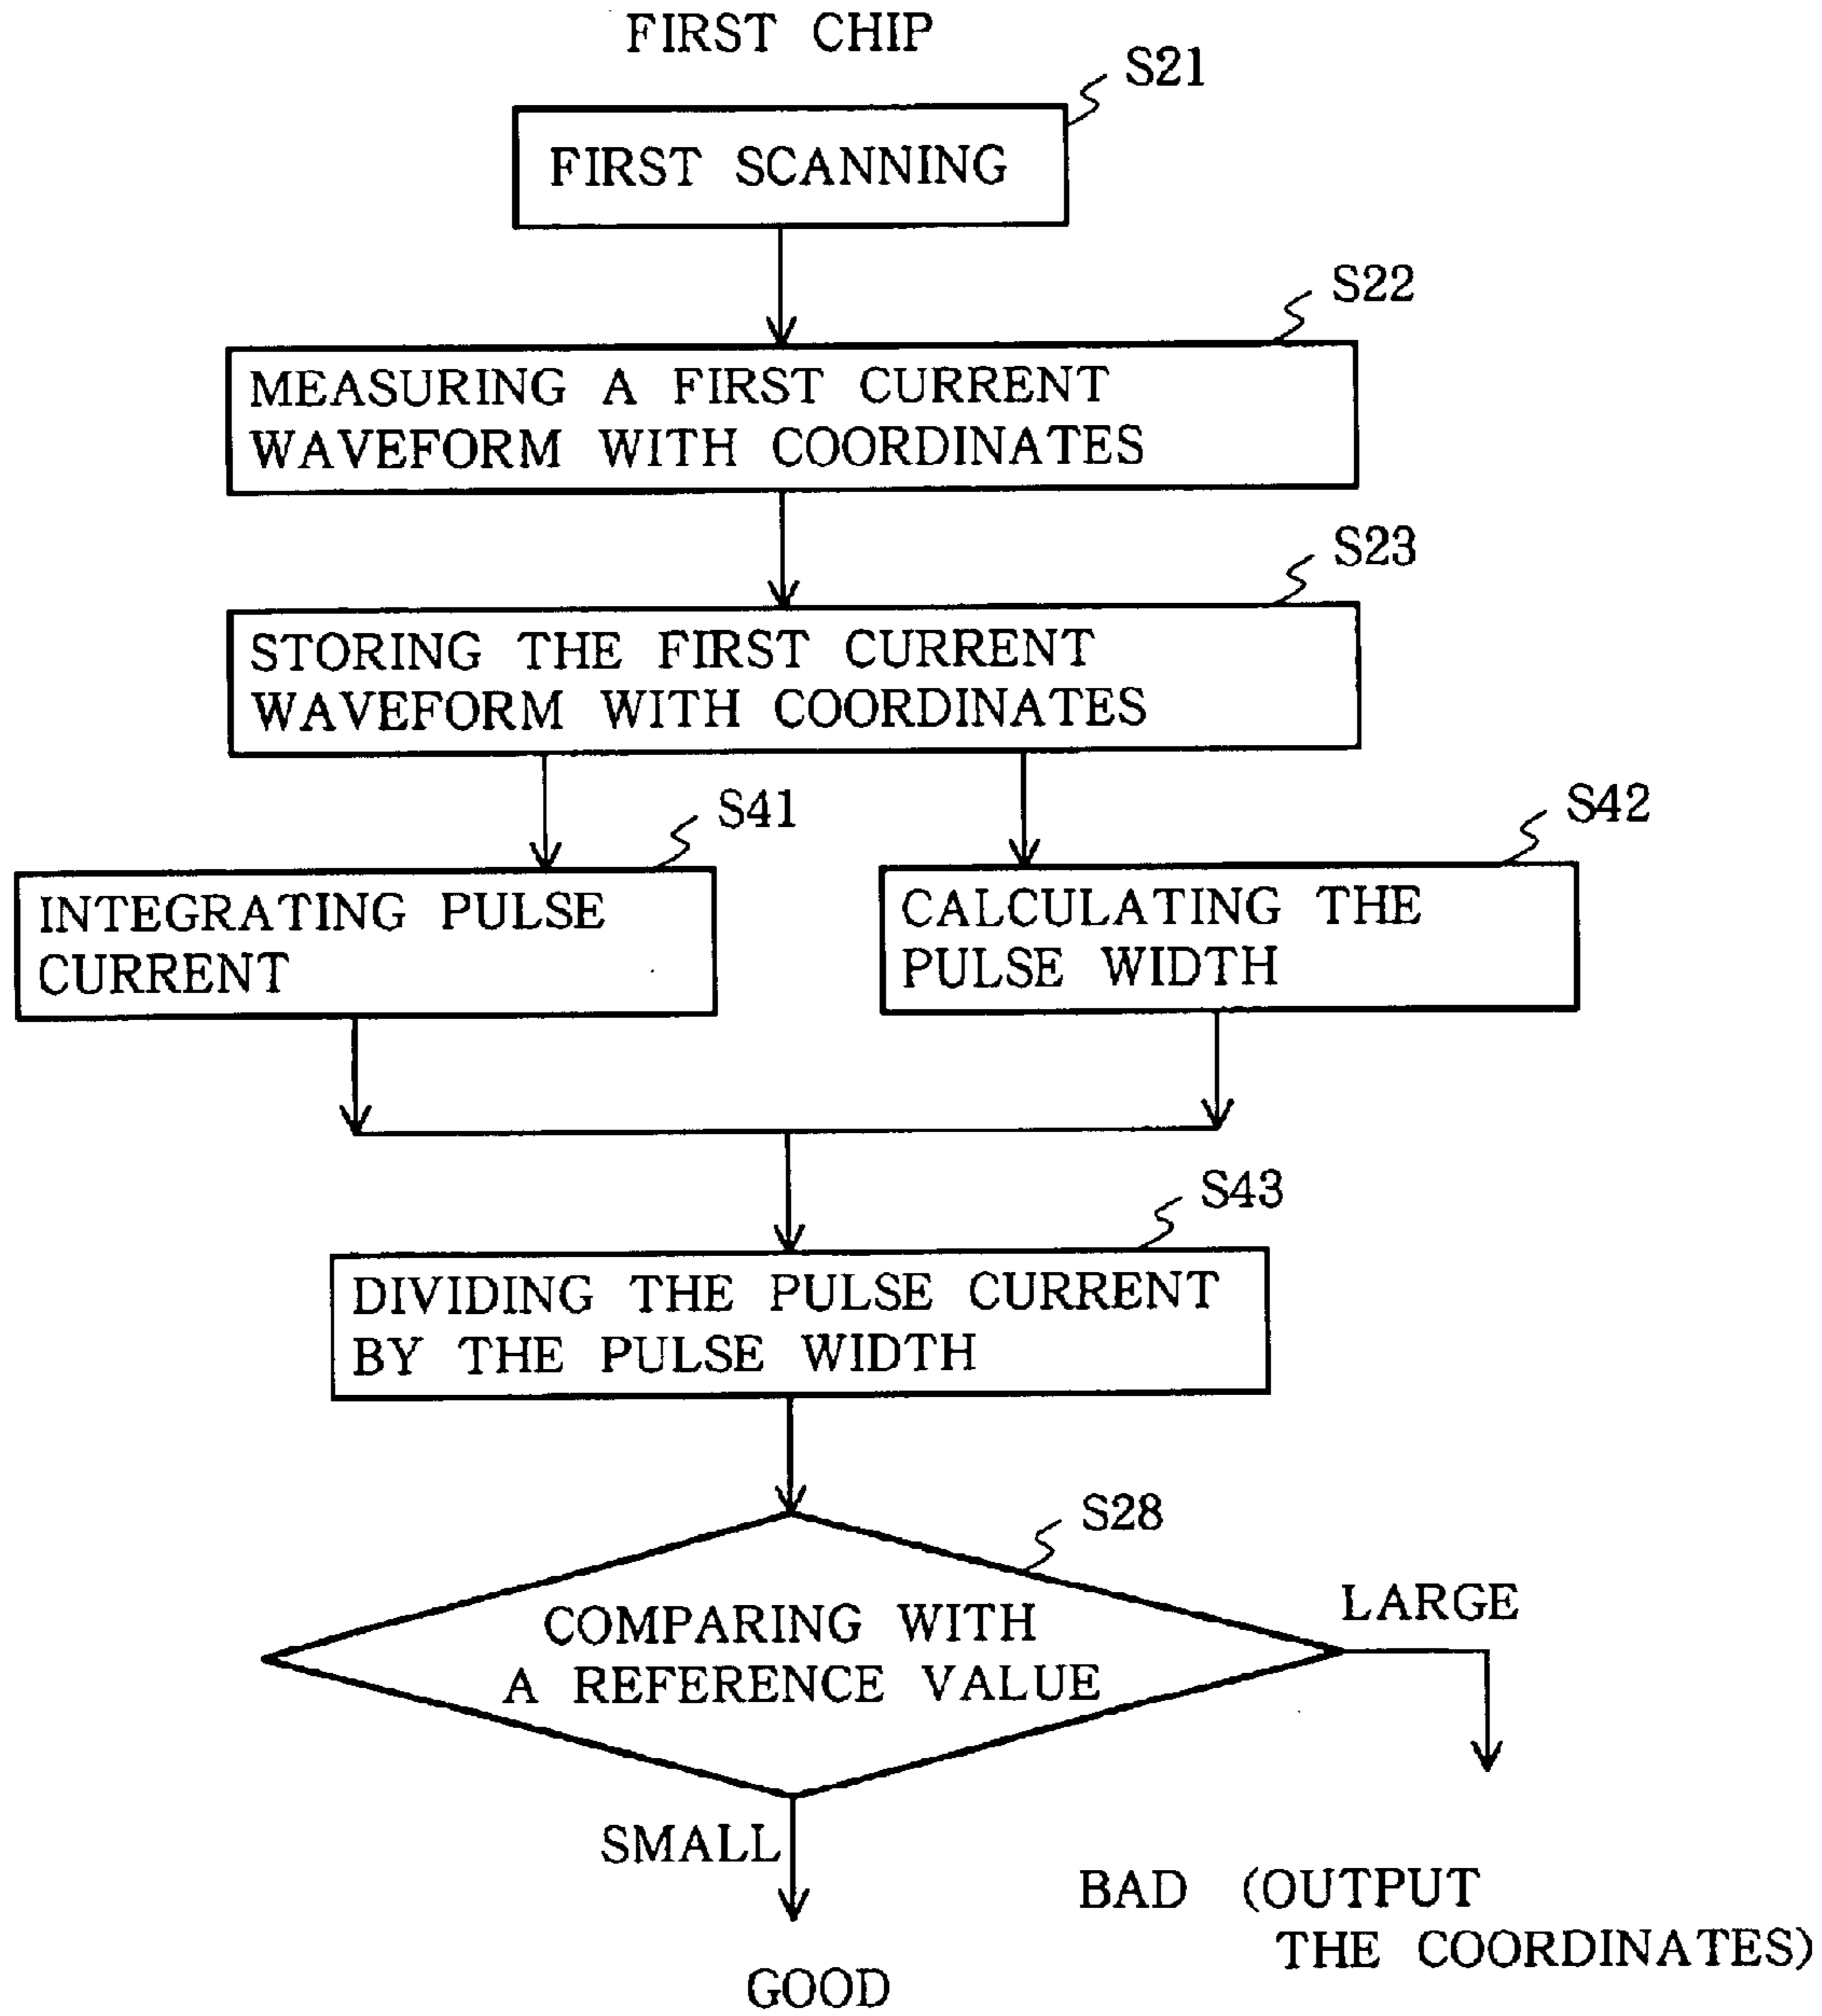 FIRST CHIP
S21
FIRST SCANNING
S22
MEASURING A FIRST CURRENT
WAVEFORM WITH COORDINATES
S23
STORING THE FIRST CURRENT
WAVEFORM WITH COORDINATES
S41
INTEGRATING PULSE
CURRENT
S42
CALCULATING THE
PULSE WIDTH
S43
DIVIDING THE PULSE CURRENT
BY THE PULSE WIDTH
S28
COMPARING WITH
A REFERENCE VALUE
LARGE
SMALL
BAD (OUTPUT
THE COORDINATES)
GOOD